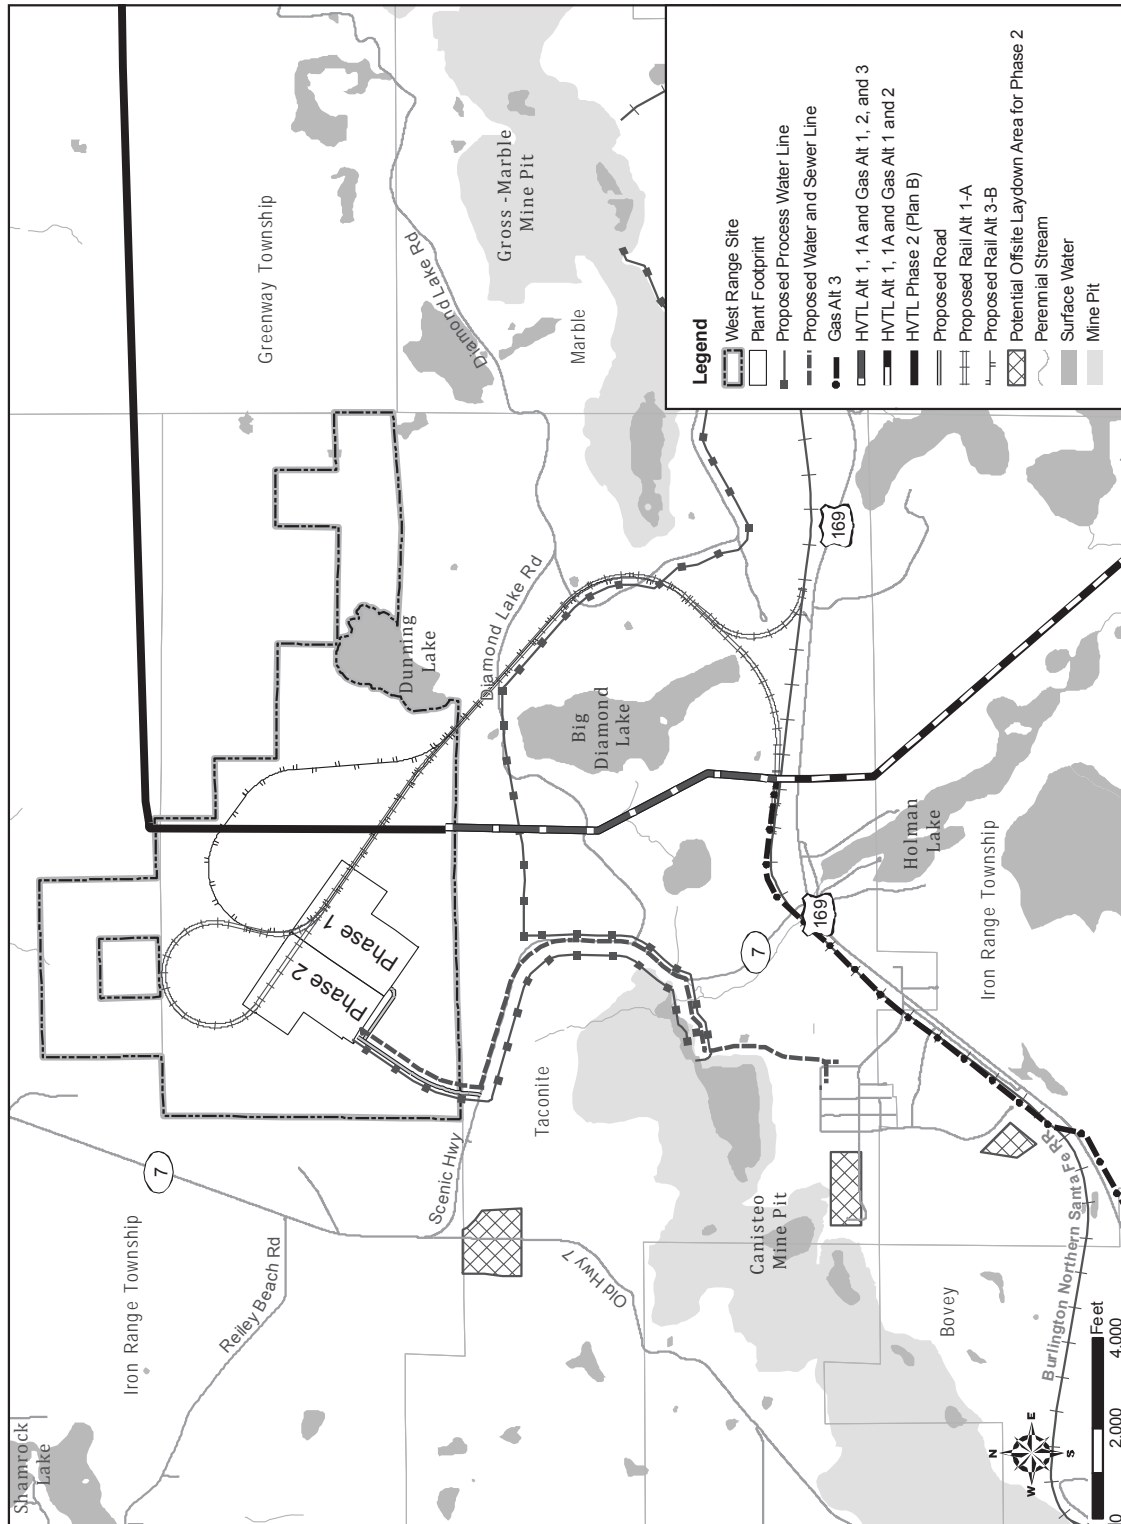 Shamrock
Lake
Iron Range Township
Reiley Beach Rd
7
Scenic Hwy
Old Hwy 7
Taconite
Canisteo
Mine Pit
Bovey
Burlington Northern Santa Fe RR
Phase 2
Phase 1
Greenway Township
Dunning
Lake
Diamond Lake Rd
iamond Lake Rd
Gross -Marble
Mine Pit
Marble
Big
Diamond
Lake
7
169
169
Holman
Lake
Iron Range Township
N
E
S
W
0
2,000
4,000
Feet
Legend
West Range Site
Plant Footprint
Proposed Process Water Line
Proposed Water and Sewer Line
Gas Alt 3
HVTL Alt 1, 1A and Gas Alt 1, 2, and 3
HVTL Alt 1, 1A and Gas Alt 1 and 2
HVTL Phase 2 (Plan B)
Proposed Road
Proposed Rail Alt 1-A
Proposed Rail Alt 3-B
Potential Offsite Laydown Area for Phase 2
Perennial Stream
Surface Water
Mine Pit